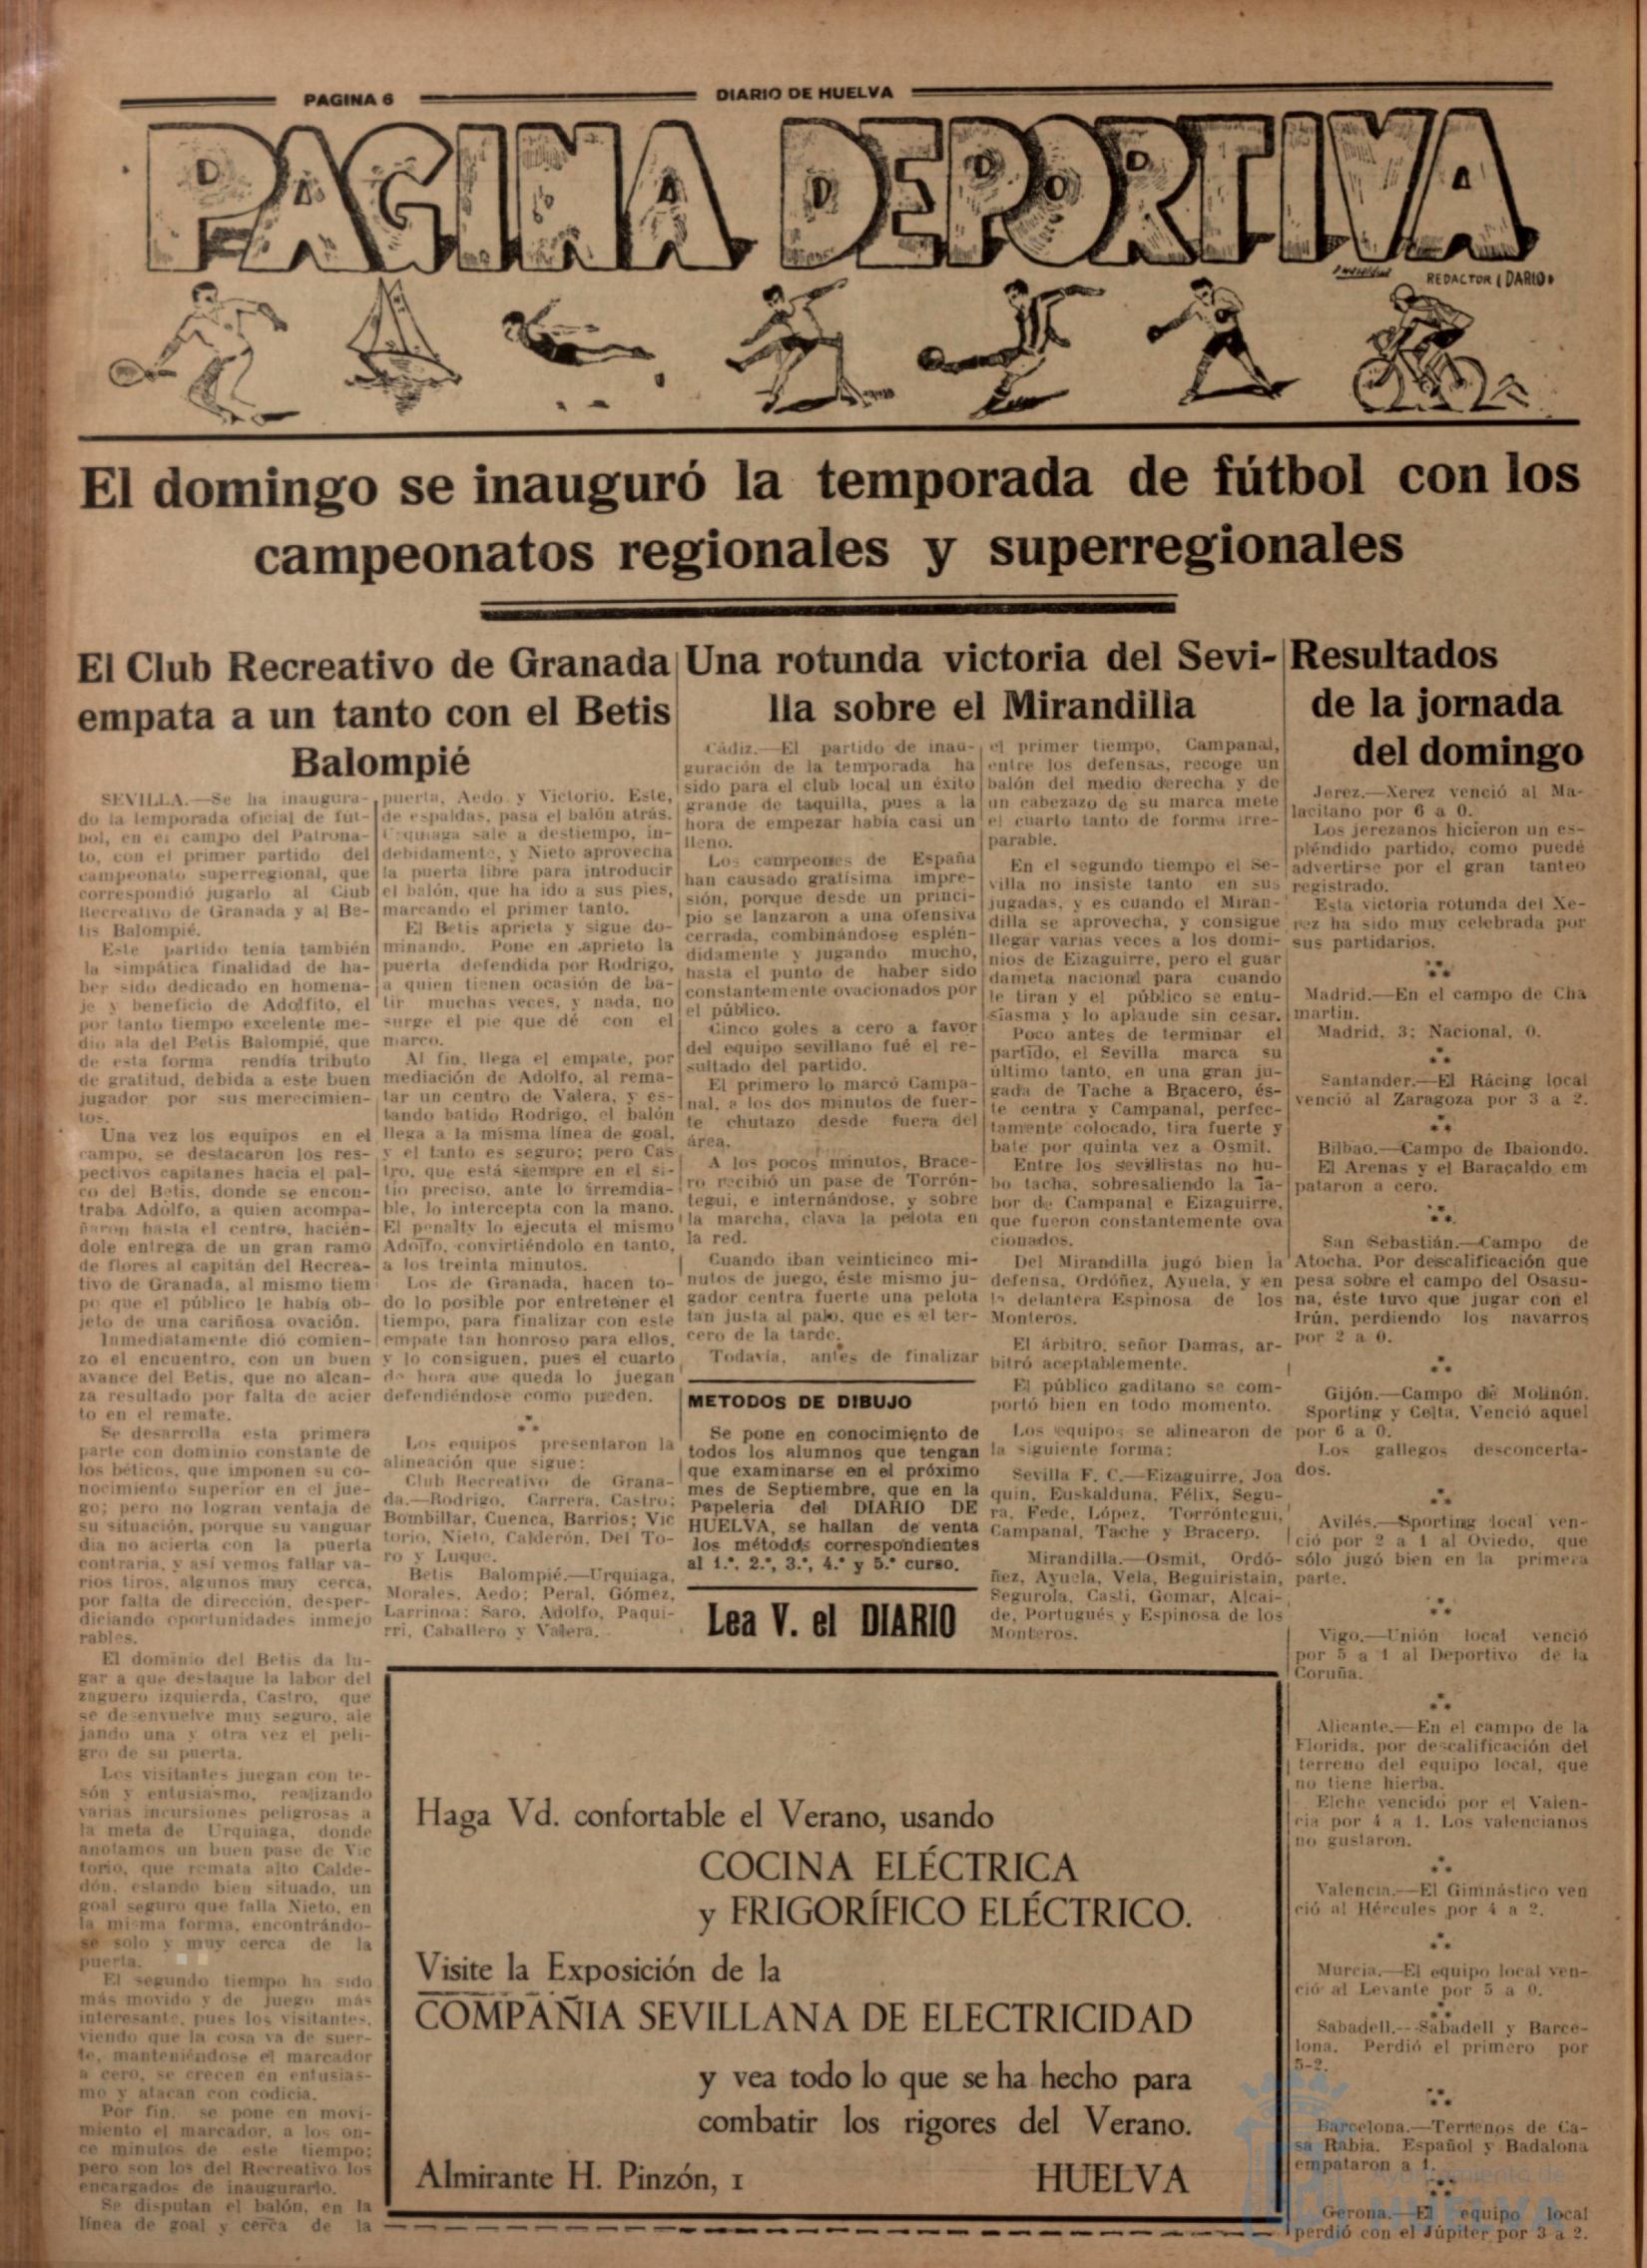 PAGINA 6
DIARIO DE HUELVA
PAGINA DEPORTIVA
REDACTOR: DARIO
El domingo se inauguró la temporada de fútbol con los
campeonatos regionales y superregionales
El Club Recreativo de Granada
empata a un tanto con el Betis
Balompié
SEVILLA.—Se ha inaugura-
do la temporada oficial de fút-
bol, en el campo del Patrona-
to, con el primer partido del
campeonato superregional, que
correspondió jugarlo al Club
Recreativo de Granada y al Be-
tis Balompié.
Este partido tenía también
la simpática finalidad de ha-
ber sido dedicado en homena-
je y beneficio de Adolfito, el
por tanto tiempo excelente me-
dio ala del Betis Balompié, que
de esta forma rendía tributo
de gratitud, debida a este buen
jugador por sus merecimien-
tos.
Una vez los equipos en el
campo, se destacaron los res-
pectivos capitanes hacia el pal-
co del Betis, donde se encon-
traba Adolfo, a quien acompa-
ñaron hasta el centro, hacién-
dole entrega de un gran ramo
de flores al capitán del Recrea-
tivo de Granada, al mismo tiem
po que el público le había ob-
jeto de una cariñosa ovación.
Inmediatamente dió comien-
zo el encuentro, con un buen
avance del Betis, que no alcan-
za resultado por falta de acier
to en el remate.
Se desarrolla esta primera
parte con dominio constante de
los béticos, que imponen su co-
nocimiento superior en el jue-
go; pero no logran ventaja de
su situación, porque su vanguar
dia no acierta con la puerta
contraria, y así vemos fallar va-
rios tiros, algunos muy cerca,
por falta de dirección, desper-
diciando oportunidades inmejo
rables.
El dominio del Betis da lu-
gar a que destaque la labor del
zaguero izquierda, Castro, que
se desenvuelve muy seguro, ale
jando una y otra vez el peli-
gro de su puerta.
Los visitantes juegan con te-
són y entusiasmo, realizando
varias incursiones peligrosas a
la meta de Urquiaga, donde
anotamos un buen pase de Vic
torio, que remata alto Calde-
dón, estando bien situado, un
goal seguro que falla Nieto, en
la misma forma, encontrándo-
se solo y muy cerca de la
puerta.
El segundo tiempo ha sido
más movido y de juego más
interesante, pues los visitantes,
viendo que la cosa va de suer-
te, manteniéndose el marcador
a cero, se crecen en entusias-
mo y atacan con codicia.
Por fin, se pone en movi-
miento el marcador, a los on-
ce minutos de este tiempo;
pero son los del Recreativo los
encargados de inaugurarlo.
Se disputan el balón, en la
línea de goal y cerca de la
puerta, Aedo y Victorio. Este,
de espaldas, pasa el balón atrás.
Urquiaga sale a destiempo, in-
debidamente, y Nieto aprovecha
la puerta libre para introducir
el balón, que ha ido a sus pies,
marcando el primer tanto.
El Betis aprieta y sigue do-
minando. Pone en aprieto la
puerta defendida por Rodrigo,
a quien tienen ocasión de ba-
tir muchas veces, y nada, no
surge el pie que dé con el
marco.
Al fin, llega el empate, por
mediación de Adolfo, al rema-
tar un centro de Valera, y es-
tando batido Rodrigo, el balón
llega a la misma línea de goal,
y el tanto es seguro; pero Cas
tro, que está siempre en el si-
tio preciso, ante lo irremdia-
ble, lo intercepta con la mano.
El penalty lo ejecuta el mismo
Adolfo, convirtiéndolo en tanto,
a los treinta minutos.
Los de Granada, hacen to-
do lo posible por entretener el
tiempo, para finalizar con este
empate tan honroso para ellos,
y lo consiguen, pues el cuarto
de hora que queda lo juegan
defendiéndose como pueden.
Los equipos presentaron la
alineación que sigue:
Club Recreativo de Grana-
da.—Rodrigo, Carrera, Castro;
Bombillar, Cuenca, Barrios; Vic
torio, Nieto, Calderón, Del To-
ro y Luque.
Betis Balompié.—Urquiaga,
Morales, Aedo; Peral, Gómez,
Larrinoa; Saro, Adolfo, Paqui-
rri, Caballero y Valera.
Una rotunda victoria del Sevi-
lla sobre el Mirandilla
Cádiz.—El partido de inau-
guración de la temporada ha
sido para el club local un éxito
grande de taquilla, pues a la
hora de empezar había casi un
lleno.
Los campeones de España
han causado gratísima impre-
sión, porque desde un princi-
pio se lanzaron a una ofensiva
cerrada, combinándose esplén-
didamente y jugando mucho,
hasta el punto de haber sido
constantemente ovacionados por
el público.
Cinco goles a cero a favor
del equipo sevillano fué el re-
sultado del partido.
El primero lo marcó Campa-
nal, a los dos minutos de fuer-
te chutazo desde fuera del
área.
A los pocos minutos, Brace-
ro recibió un pase de Torrón-
tegui, e internándose, y sobre
la marcha, clava la pelota en
la red.
Cuando iban veinticinco mi-
nutos de juego, éste mismo ju-
gador centra fuerte una pelota
tan justa al palo, que es el ter-
cero de la tarde.
Todavía, antes de finalizar
METODOS DE DIBUJO
Se pone en conocimiento de
todos los alumnos que tengan
que examinarse en el próximo
mes de Septiembre, que en la
Papeleria del DIARIO DE
HUELVA, se hallan de venta
los métodos correspondientes
al 1.º, 2.º, 3.º, 4.º y 5.º curso.
Lea V. el DIARIO
el primer tiempo, Campanal,
entre los defensas, recoge un
balón del medio derecha y de
un cabezazo de su marca mete
el cuarto tanto de forma irre-
parable.
En el segundo tiempo el Se-
villa no insiste tanto en sus
jugadas, y es cuando el Miran-
dilla se aprovecha, y consigue
llegar varias veces a los domi-
nios de Eizaguirre, pero el guar
dameta nacional para cuando
le tiran y el público se entu-
siasma y lo aplaude sin cesar.
Poco antes de terminar el
partido, el Sevilla marca su
último tanto, en una gran ju-
gada de Tache a Bracero, és-
te centra y Campanal, perfec-
tamente colocado, tira fuerte y
bate por quinta vez a Osmit.
Entre los sevillistas no hu-
bo tacha, sobresaliendo la la-
bor de Campanal e Eizaguirre,
que fueron constantemente ova
cionados.
Del Mirandilla jugó bien la
defensa, Ordóñez, Ayuela, y en
la delantera Espinosa de los
Monteros.
El árbitro, señor Damas, ar-
bitró aceptablemente.
El público gaditano se com-
portó bien en todo momento.
Los equipos se alinearon de
la siguiente forma:
Sevilla F. C.—Eizaguirre, Joa
quin, Euskalduna, Félix, Segu-
ra, Fede, López, Torróntegui,
Campanal, Tache y Bracero.
Mirandilla.—Osmit, Ordó-
ñez, Ayuela, Vela, Beguiristain,
Segurola, Casti, Gomar, Alcai-
de, Portugués y Espinosa de los
Monteros.
Resultados
de la jornada
del domingo
Jerez.—Xerez venció al Ma-
lacitano por 6 a 0.
Los jerezanos hicieron un es-
pléndido partido, como puede
advertirse por el gran tanteo
registrado.
Esta victoria rotunda del Xe-
rez ha sido muy celebrada por
sus partidarios.
Madrid.—En el campo de Cha
martin.
Madrid, 3; Nacional, 0.
Santander.—El Rácing local
venció al Zaragoza por 3 a 2.
Bilbao.—Campo de Ibaiondo.
El Arenas y el Baracaldo em
pataron a cero.
San Sebastián.—Campo de
Atocha. Por descalificación que
pesa sobre el campo del Osasu-
na, éste tuvo que jugar con el
Irún, perdiendo los navarros
por 2 a 0.
Gijón.—Campo de Molinón.
Sporting y Celta. Venció aquel
por 6 a 0.
Los gallegos desconcerta-
dos.
Avilés.—Sporting local ven-
ció por 2 a 1 al Oviedo, que
sólo jugó bien en la primera
parte.
Vigo.—Unión local venció
por 5 a 1 al Deportivo de la
Coruña.
Alicante.—En el campo de la
Florida, por descalificación del
terreno del equipo local, que
no tiene hierba.
Elche vencido por el Valen-
cia por 4 a 1. Los valencianos
no gustaron.
Valencia.—El Gimnástico ven
ció al Hércules por 4 a 2.
Murcia.—El equipo local ven-
ció al Levante por 5 a 0.
Sabadell.—Sabadell y Barce-
lona. Perdió el primero por
5-2.
Barcelona.—Terrenos de Ca-
sa Rabia. Español y Badalona
empataron a 1.
Gerona.—El equipo local
perdió con el Júpiter por 3 a 2.
Haga Vd. confortable el Verano, usando
COCINA ELÉCTRICA
y FRIGORÍFICO ELÉCTRICO.
Visite la Exposición de la
COMPAÑIA SEVILLANA DE ELECTRICIDAD
y vea todo lo que se ha hecho para
combatir los rigores del Verano.
Almirante H. Pinzón, 1
HUELVA
Ayuntamiento de
HUELVA